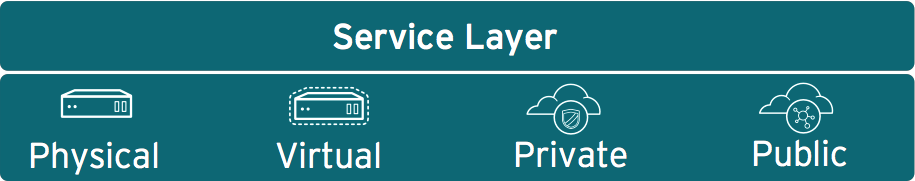 Service Layer
Physical Virtual Private Public